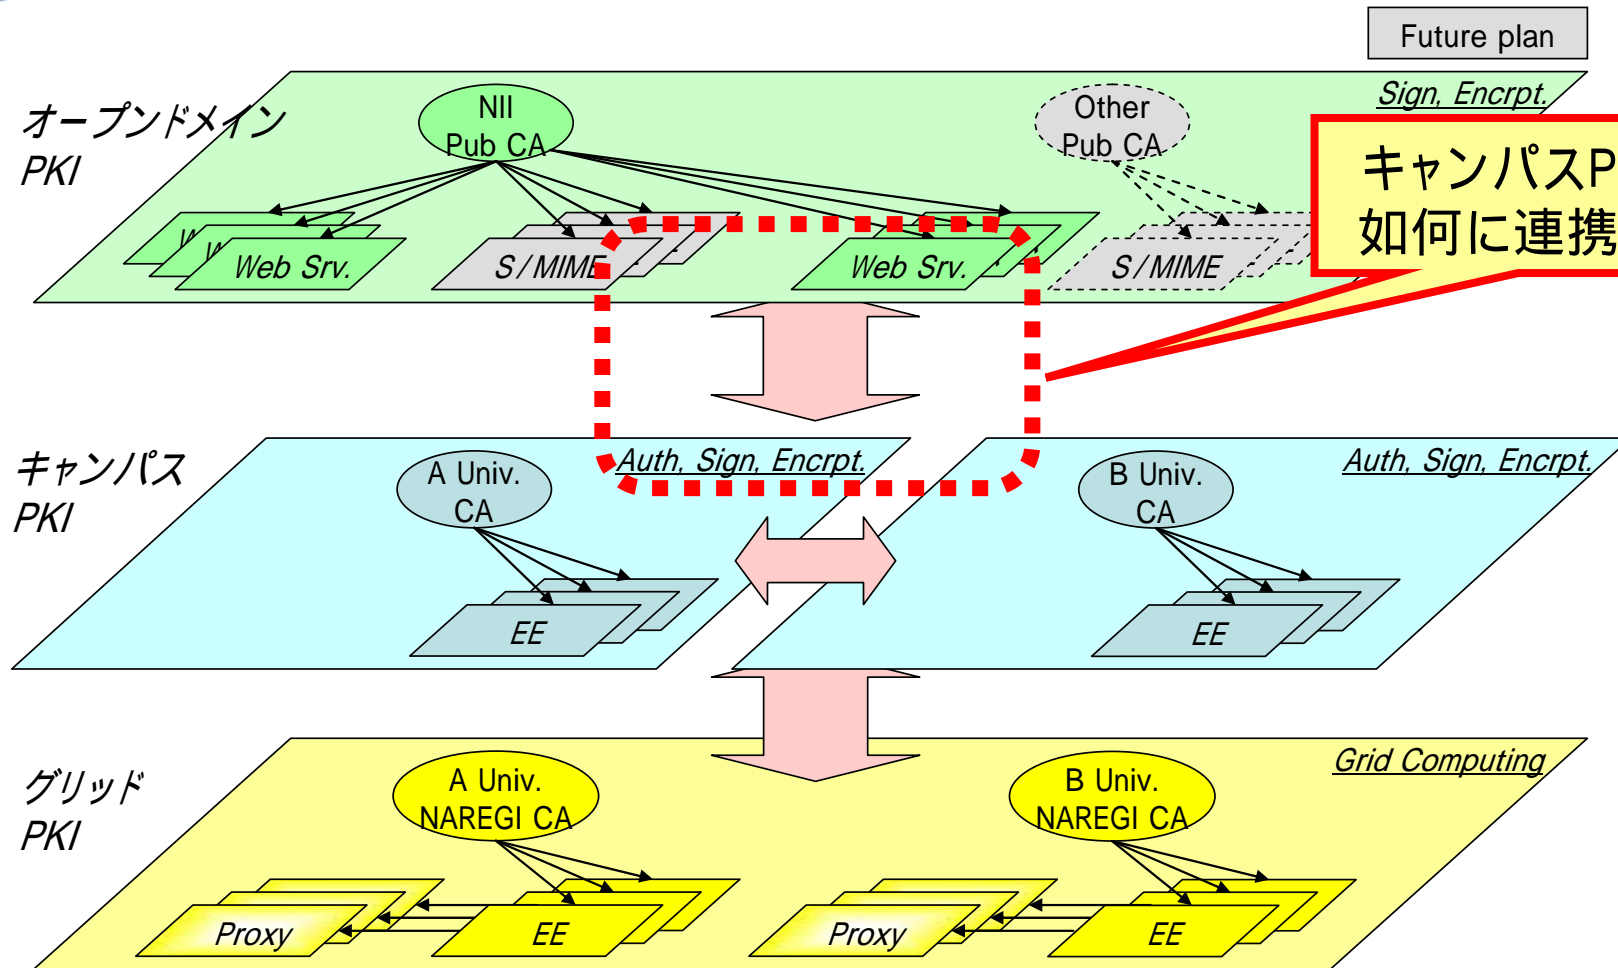 Future plan
オープンドメイン
PKI
NII
Pub CA
Other
Pub CA
Sign, Encrpt.
キャンパスP
如何に連携
W
W
Web Srv.
S/MIME
Web Srv.
S/MIME
キャンパス
PKI
A Univ.
CA
Auth, Sign, Encrpt.
B Univ.
CA
Auth, Sign, Encrpt.
EE
EE
グリッド
PKI
A Univ.
NAREGI CA
B Univ.
NAREGI CA
Grid Computing
Proxy
EE
Proxy
EE